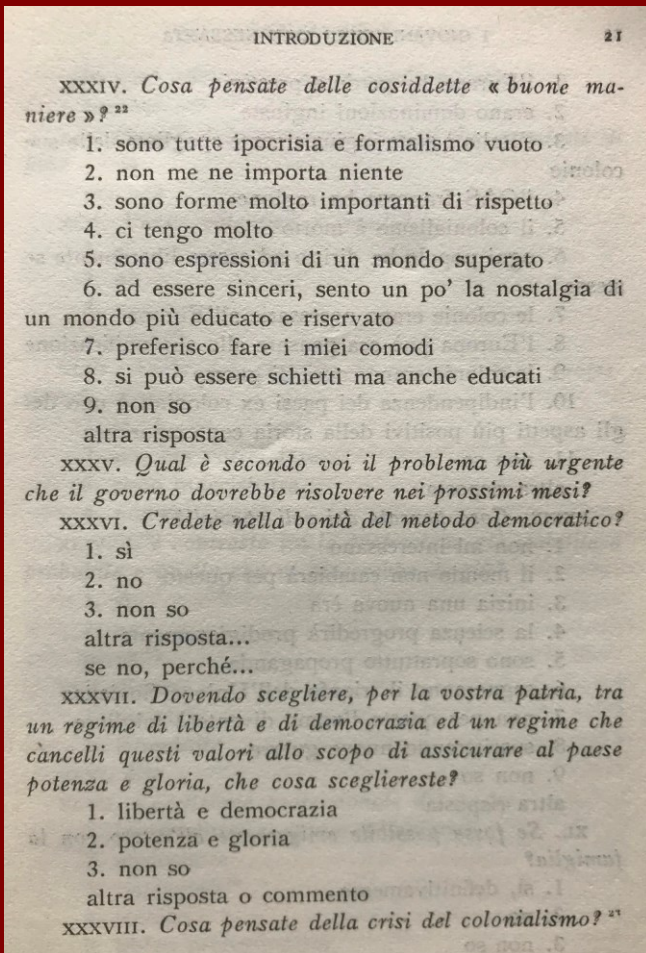 INTRODUZIONE 21
XXXIV. Cosa pensate delle cosiddette « buone ma-
niere »? 22
1. sono tutte ipocrisia e formalismo vuoto
2. non me ne importa niente
3. sono forme molto importanti di rispetto
4. ci tengo molto
5. sono espressioni di un mondo superato
6. ad essere sinceri, sento un po' la nostalgia di
un mondo più educato e riservato
7. preferisco fare i miei comodi
8. si può essere schietti ma anche educati
9. non so
altra risposta
XXXV. Qual è secondo voi il problema più urgente
che il governo dovrebbe risolvere nei prossimi mesi?
XXXVI. Credete nella bontà del metodo democratico?
1. sì
2. no
3. non so
altra risposta...
se no, perché...
XXXVII. Dovendo scegliere, per la vostra patria, tra
un regime di libertà e di democrazia ed un regime che
cancelli questi valori allo scopo di assicurare al paese
potenza e gloria, che cosa scegliereste?
1. libertà e democrazia
2. potenza e gloria
3. non so
altra risposta o commento
XXXVIII. Cosa pensate della crisi del colonialismo?